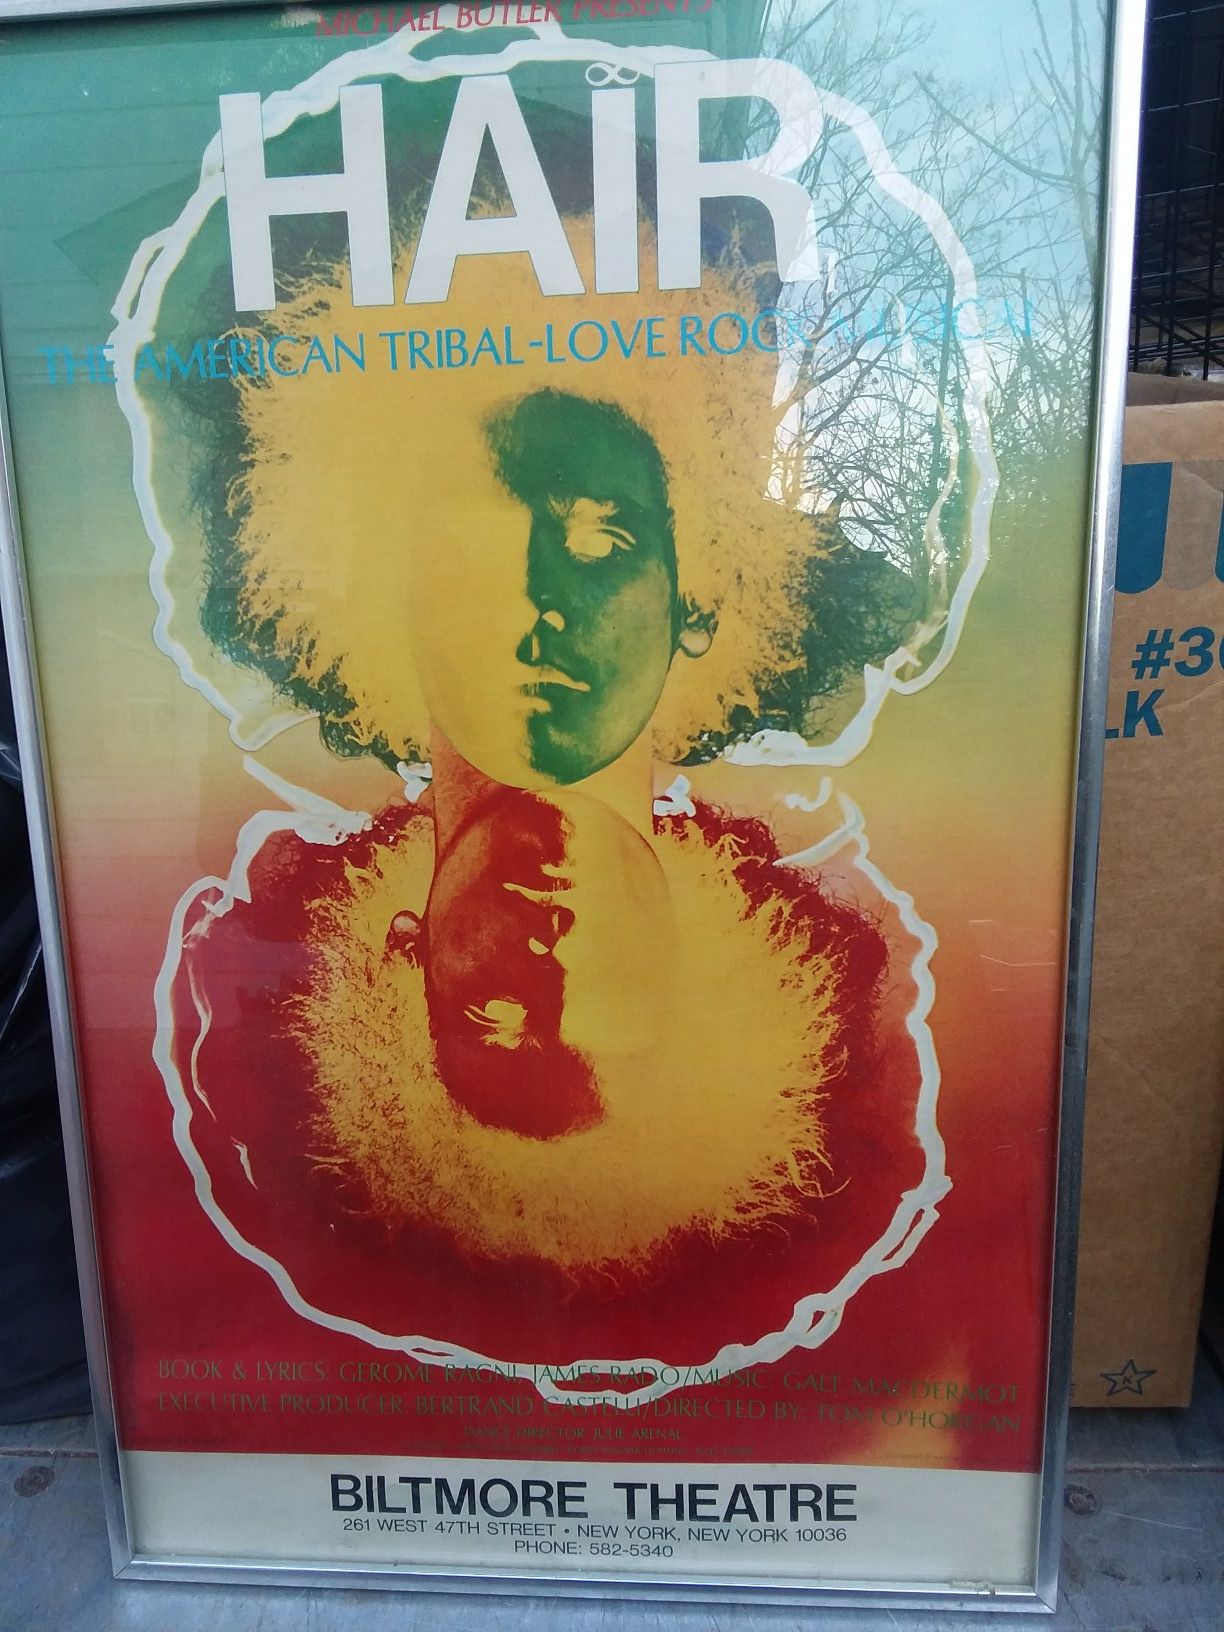 MICHAEL BUTLER PRESENTS
HAIR
THE AMERICAN TRIBAL-LOVE ROCK MUSICAL
BOOK & LYRICS: GEROME RAGNI, JAMES RADO/MUSIC: GALT MACDERMOT
EXECUTIVE PRODUCER: BERTRAND CASTELLI/DIRECTED BY: TOM O'HORGAN
DANCE DIRECTOR JULIE ARENAL
BILTMORE THEATRE
261 WEST 47TH STREET • NEW YORK, NEW YORK 10036
PHONE: 582-5340
#30
LK
K